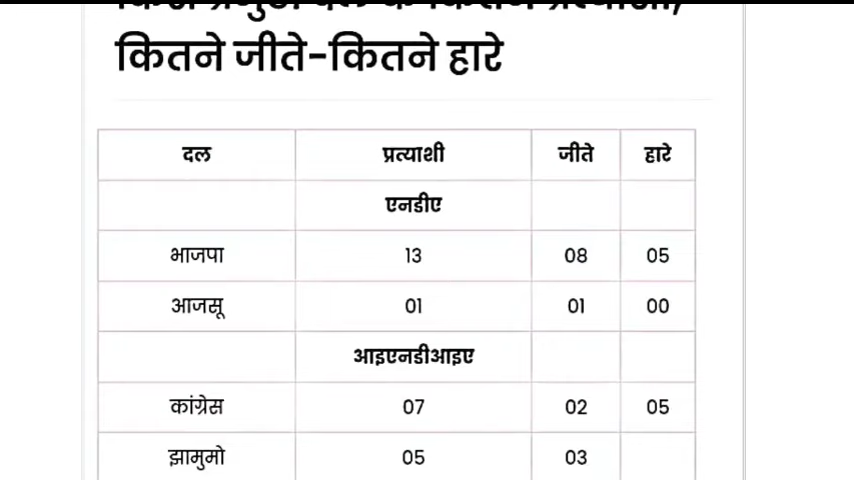 कितने जीते-कितने हारे
दल प्रत्याशी जीते हारे
एनडीए
भाजपा 13 08 05
आजसू 01 01 00
आइएनडीआइए
कांग्रेस 07 02 05
झामुमो 05 03